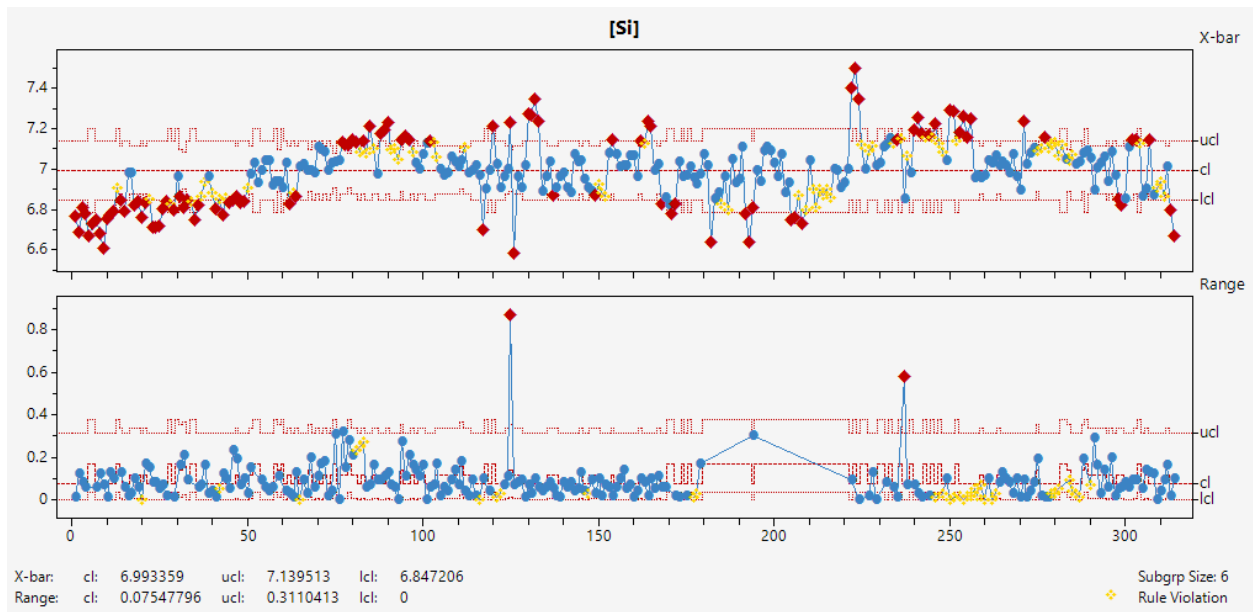 [Si]
X-bar
7.4
7.2
ucl
7
cl
6.8
lcl
6.6
Range
0.8
0.6
0.4
ucl
0.2
cl
0
lcl
0 50 100 150 200 250 300
X-bar: cl: 6.993359 ucl: 7.139513 lcl: 6.847206 Subgrp Size: 6
Range: cl: 0.07547796 ucl: 0.3110413 lcl: 0 Rule Violation